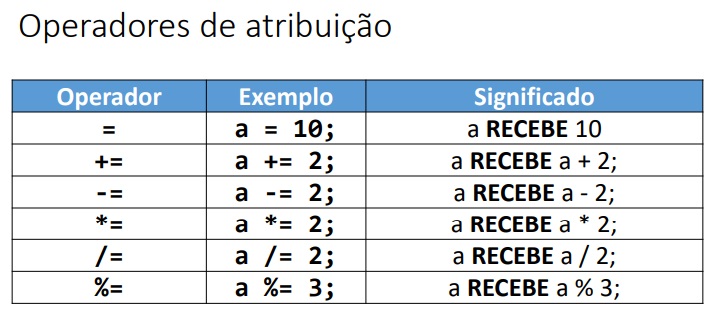 Operadores de atribuição
Operador Exemplo Significado
= a = 10; a RECEBE 10
+= a += 2; a RECEBE a + 2;
-= a -= 2; a RECEBE a - 2;
*= a *= 2; a RECEBE a * 2;
/= a /= 2; a RECEBE a / 2;
%= a %= 3; a RECEBE a % 3;